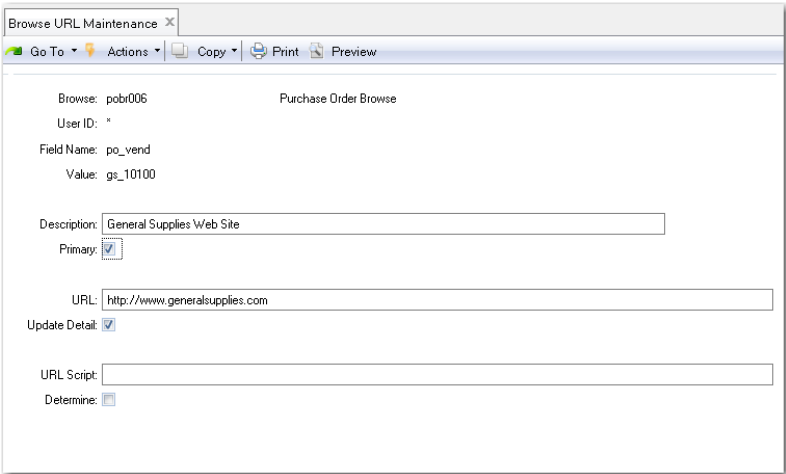 Browse URL Maintenance
Go To Actions Copy Print Preview
Browse: pobr006 Purchase Order Browse
User ID: *
Field Name: po_vend
Value: gs_10100
Description: General Supplies Web Site
Primary:
URL: http://www.generalsupplies.com
Update Detail:
URL Script:
Determine: